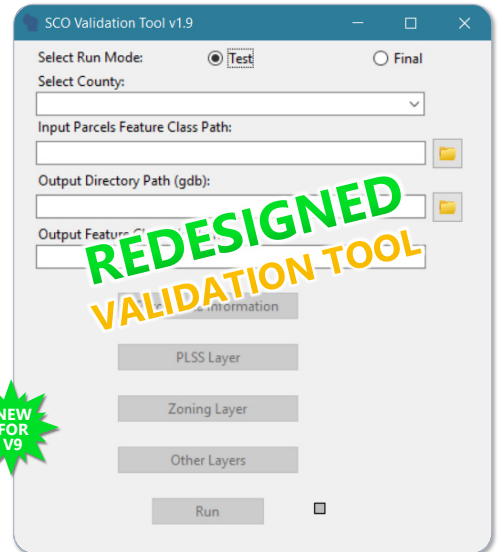 SCO Validation Tool v1.9
Select Run Mode:
Test
Final
Select County:
Input Parcels Feature Class Path:
Output Directory Path (gdb):
Output Feature
REDESIGNED
VALIDATION TOOL
Information
PLSS Layer
Zoning Layer
NEW
FOR
V9
Other Layers
Run